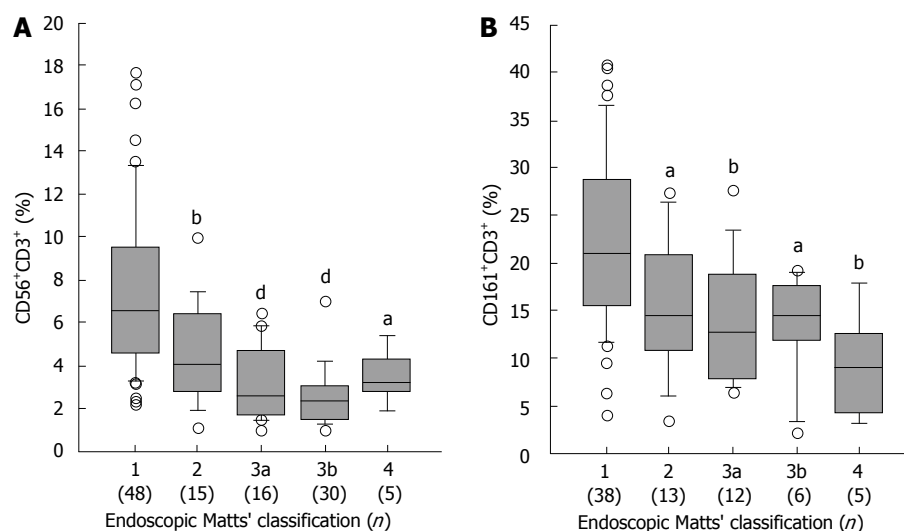 A
CD56⁺CD3⁺ (%)
20
18
16
14
12
10
8
6
4
2
0
b
d
d
a
1 2 3a 3b 4
(48) (15) (16) (30) (5)
Endoscopic Matts' classification (n)
B
CD161⁺CD3⁺ (%)
45
40
35
30
25
20
15
10
5
0
a
b
a
b
1 2 3a 3b 4
(38) (13) (12) (6) (5)
Endoscopic Matts' classification (n)